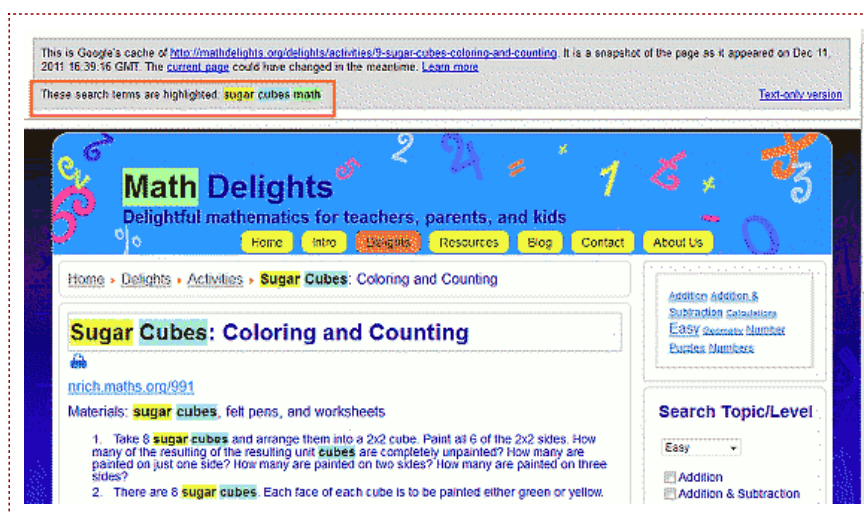 This is Google's cache of http://mathdelights.org/delights/activities/9-sugar-cubes-coloring-and-counting. It is a snapshot of the page as it appeared on Dec 11,
2011 16:39:16 GMT. The current page could have changed in the meantime. Learn more
These search terms are highlighted: sugar cubes math
Text-only version
Math Delights
Delightful mathematics for teachers, parents, and kids
Home Intro Delights Resources Blog Contact About Us
Home Delights Activities Sugar Cubes: Coloring and Counting
Sugar Cubes: Coloring and Counting
nrich.maths.org/991
Materials: sugar cubes, felt pens, and worksheets
1. Take 8 sugar cubes and arrange them into a 2x2 cube. Paint all 6 of the 2x2 sides. How
many of the resulting of the resulting unit cubes are completely unpainted? How many are
painted on just one side? How many are painted on two sides? How many are painted on three
sides?
2. There are 8 sugar cubes. Each face of each cube is to be painted either green or yellow.
Addition Addition &
Subtraction Calculations
Easy Geometry Number
Puzzles Numbers
Search Topic/Level
Easy
Addition
Addition & Subtraction